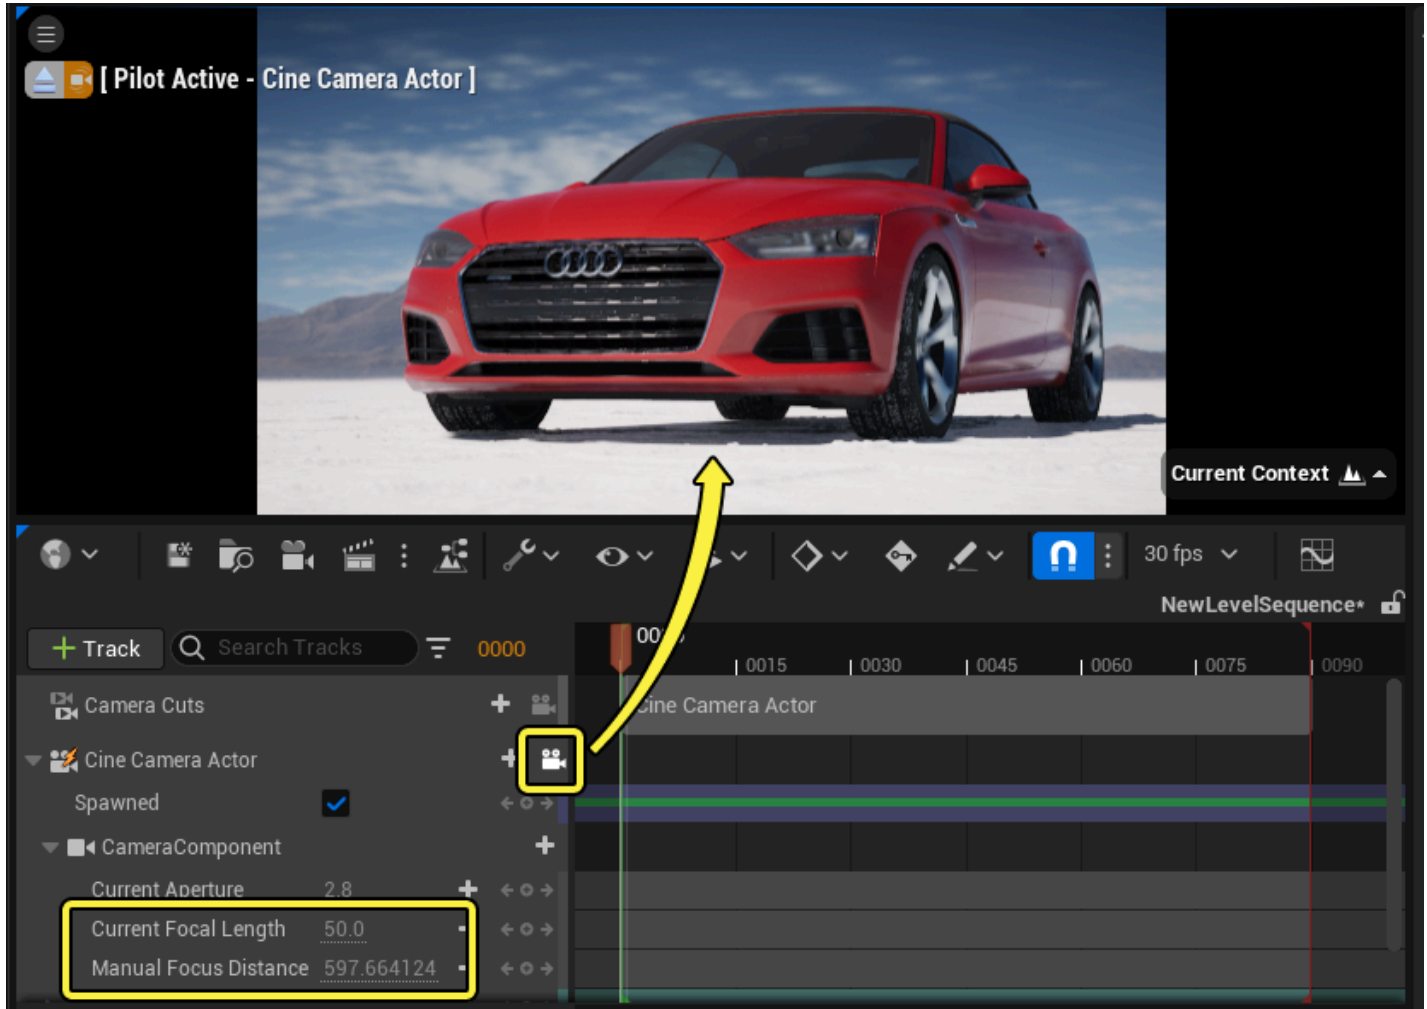 [ Pilot Active - Cine Camera Actor ]
Current Context
30 fps
NewLevelSequence*
+ Track
Search Tracks
0000
0015
0030
0045
0060
0075
0090
Camera Cuts
Cine Camera Actor
Cine Camera Actor
Spawned
CameraComponent
Current Aperture
2.8
Current Focal Length
50.0
Manual Focus Distance
597.664124